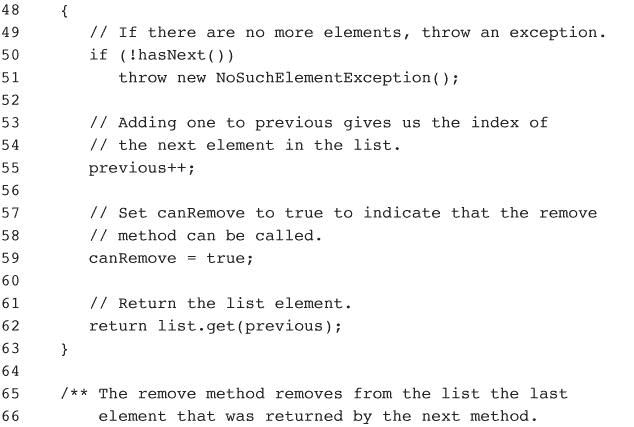 48    {
49       // If there are no more elements, throw an exception.
50       if (!hasNext())
51          throw new NoSuchElementException();
52
53       // Adding one to previous gives us the index of
54       // the next element in the list.
55       previous++;
56
57       // Set canRemove to true to indicate that the remove
58       // method can be called.
59       canRemove = true;
60
61       // Return the list element.
62       return list.get(previous);
63    }
64
65    /** The remove method removes from the list the last
66        element that was returned by the next method.